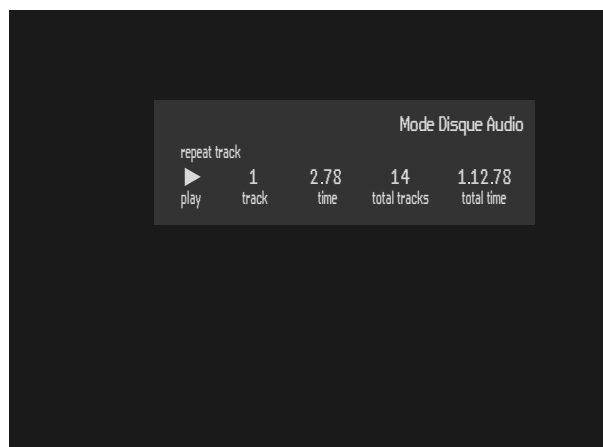 Mode Disque Audio
repeat track
1 2.78 14 1.12.78
play track time total tracks total time